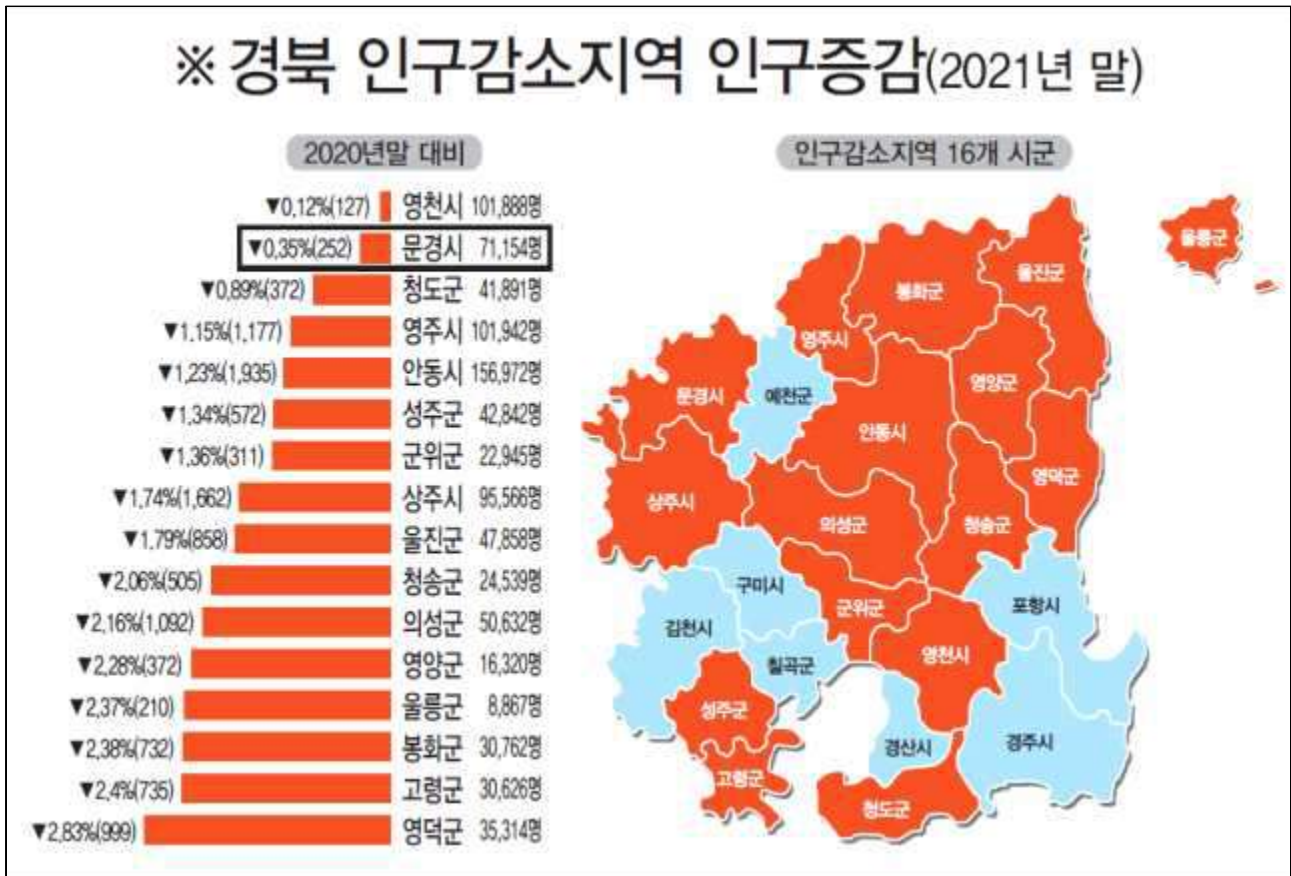 ※ 경북 인구감소지역 인구증감(2021년 말)
2020년말 대비
▼0.12%(127) 영천시 101,888명
▼0.35%(252) 문경시 71,154명
▼0.89%(372) 청도군 41,891명
▼1.15%(1,177) 영주시 101,942명
▼1.23%(1,935) 안동시 156,972명
▼1.34%(572) 성주군 42,842명
▼1.36%(311) 군위군 22,945명
▼1.74%(1,662) 상주시 95,566명
▼1.79%(858) 울진군 47,858명
▼2.06%(505) 청송군 24,539명
▼2.16%(1,092) 의성군 50,632명
▼2.28%(372) 영양군 16,320명
▼2.37%(210) 울릉군 8,867명
▼2.38%(732) 봉화군 30,762명
▼2.4%(735) 고령군 30,626명
▼2.83%(999) 영덕군 35,314명
인구감소지역 16개 시군
울릉군
울진군
봉화군
영주시
영양군
문경시
예천군
안동시
영덕군
상주시
의성군
청송군
구미시
군위군
포항시
김천시
영천시
칠곡군
성주군
경산시
경주시
고령군
청도군